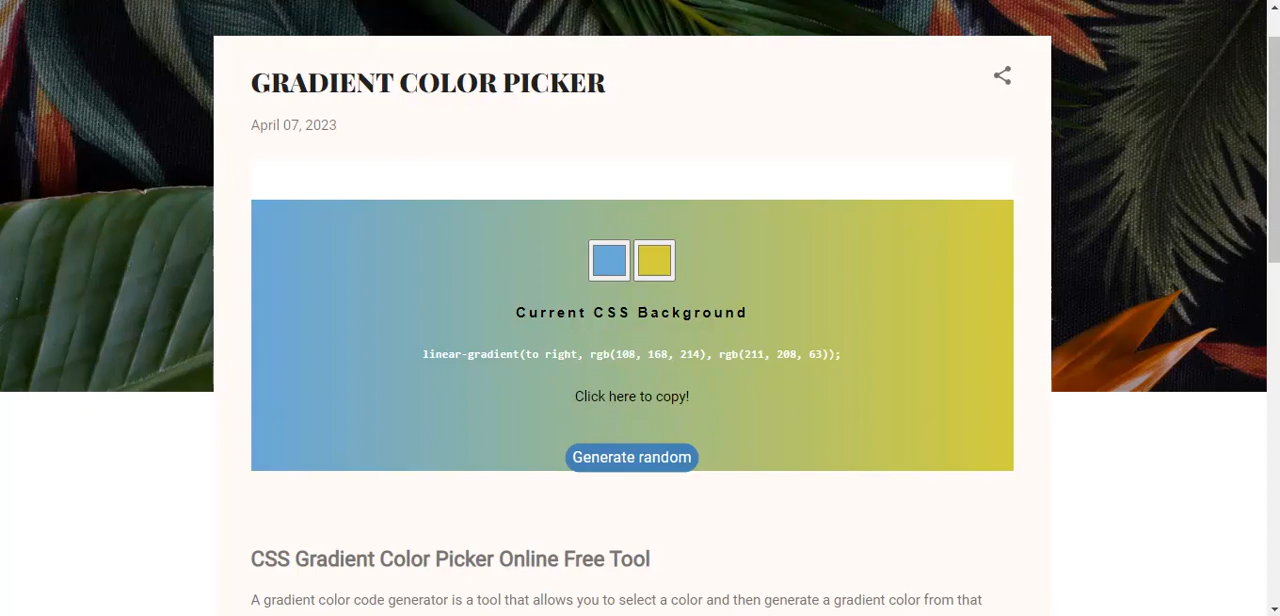 GRADIENT COLOR PICKER
April 07, 2023
Current CSS Background
linear-gradient(to right, rgb(108, 168, 214), rgb(211, 208, 63));
Click here to copy!
Generate random
CSS Gradient Color Picker Online Free Tool
A gradient color code generator is a tool that allows you to select a color and then generate a gradient color from that